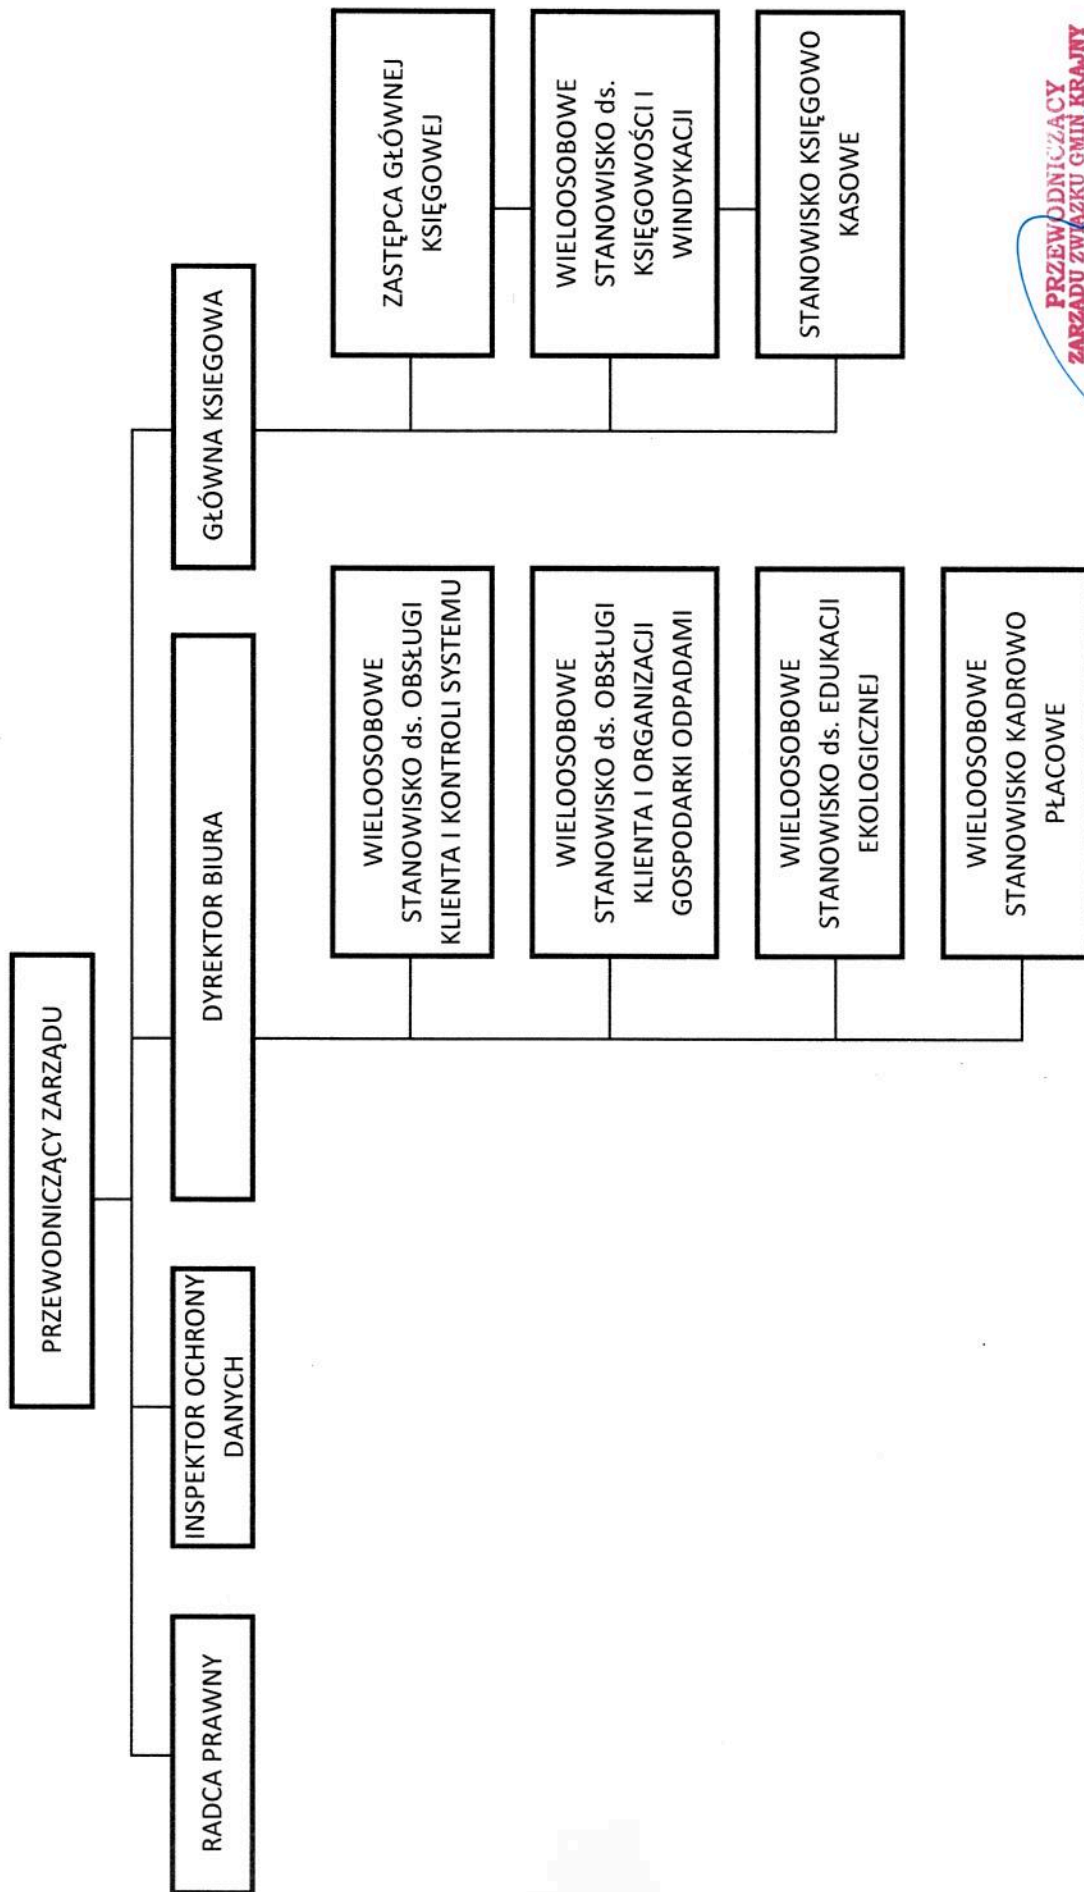 PRZEWODNICZĄCY ZARZĄDU
RADCA PRAWNY
INSPEKTOR OCHRONY
DANYCH
DYREKTOR BIURA
GŁÓWNA KSIEGOWA
WIELOOSOBOWE
STANOWISKO ds. OBSŁUGI
KLIENTA I KONTROLI SYSTEMU
WIELOOSOBOWE
STANOWISKO ds. OBSŁUGI
KLIENTA I ORGANIZACJI
GOSPODARKI ODPADAMI
WIELOOSOBOWE
STANOWISKO ds. EDUKACJI
EKOLOGICZNEJ
WIELOOSOBOWE
STANOWISKO KADROWO
PŁACOWE
ZASTĘPCA GŁÓWNEJ
KSIĘGOWEJ
WIELOOSOBOWE
STANOWISKO ds.
KSIĘGOWOŚCI I
WINDYKACJI
STANOWISKO KSIĘGOWO
KASOWE
PRZEWODNICZĄCY
ZARZĄDU ZWIĄZKU GMIN KRAJNY